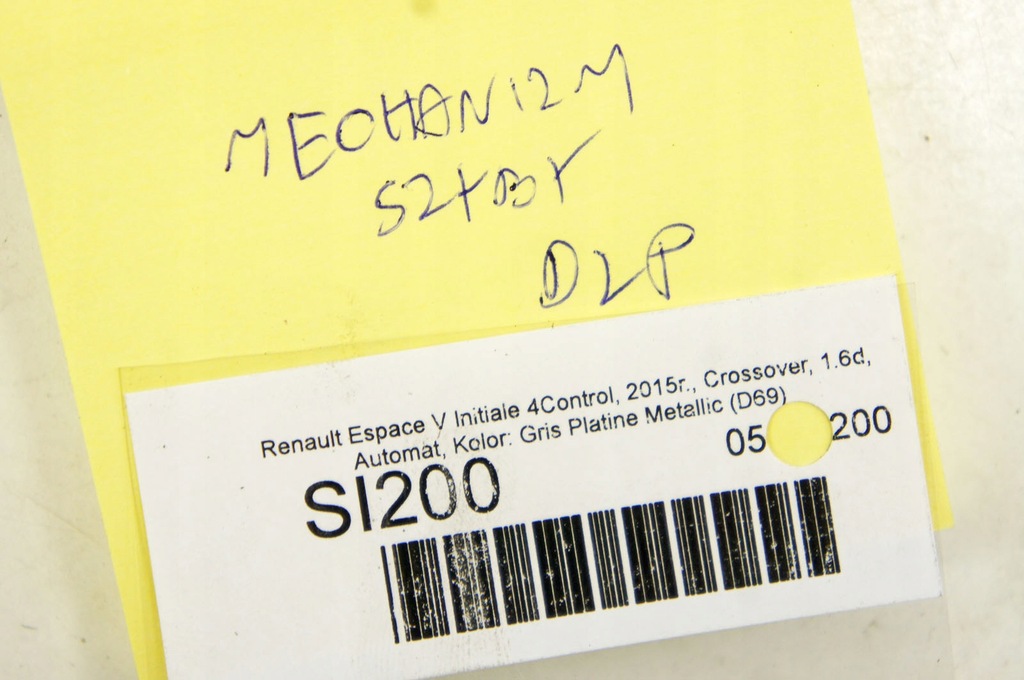 MECHANIZM
SZYBY
DLP
Renault Espace V Initiale 4Control, 2015r., Crossover, 1.6d,
Automat, Kolor: Gris Platine Metallic (D69)
05 200
SI200